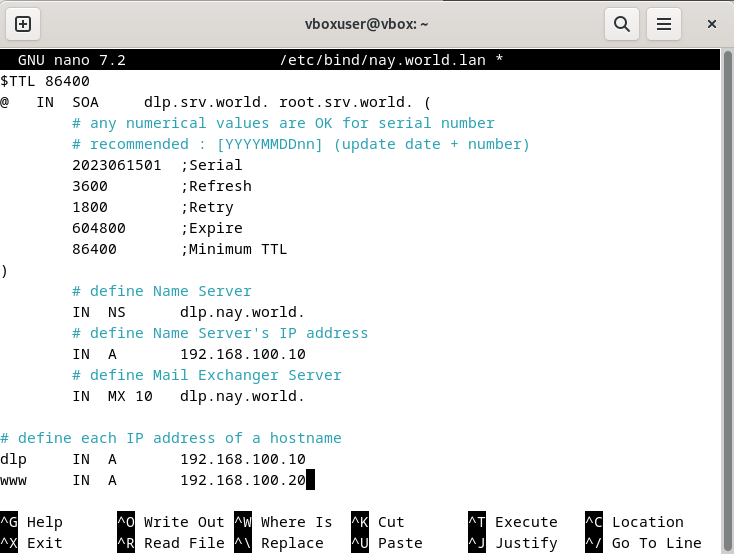 vboxuser@vbox: ~
GNU nano 7.2 /etc/bind/nay.world.lan *
$TTL 86400
@ IN SOA dlp.srv.world. root.srv.world. (
# any numerical values are OK for serial number
# recommended : [YYYYMMDDnn] (update date + number)
2023061501 ;Serial
3600 ;Refresh
1800 ;Retry
604800 ;Expire
86400 ;Minimum TTL
)
# define Name Server
IN NS dlp.nay.world.
# define Name Server's IP address
IN A 192.168.100.10
# define Mail Exchanger Server
IN MX 10 dlp.nay.world.
# define each IP address of a hostname
dlp IN A 192.168.100.10
www IN A 192.168.100.20
^G Help ^O Write Out ^W Where Is ^K Cut ^T Execute ^C Location
^X Exit ^R Read File ^\ Replace ^U Paste ^J Justify ^/ Go To Line